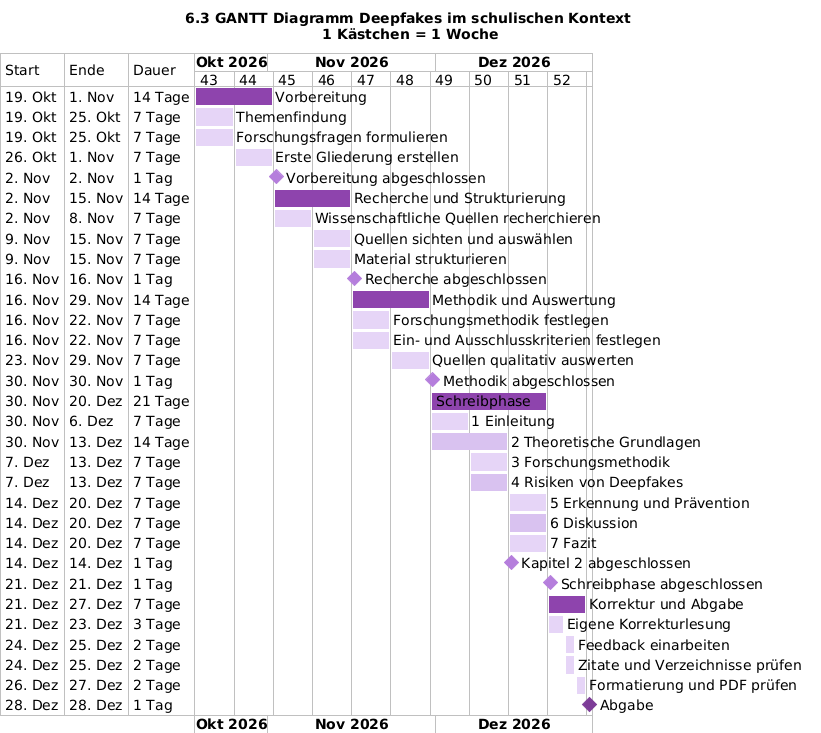 6.3 GANTT Diagramm Deepfakes im schulischen Kontext
1 Kästchen = 1 Woche
Start Ende Dauer Okt 2026 Nov 2026 Dez 2026
43 44 45 46 47 48 49 50 51 52
19. Okt 1. Nov 14 Tage Vorbereitung
19. Okt 25. Okt 7 Tage Themenfindung
19. Okt 25. Okt 7 Tage Forschungsfragen formulieren
26. Okt 1. Nov 7 Tage Erste Gliederung erstellen
2. Nov 2. Nov 1 Tag Vorbereitung abgeschlossen
2. Nov 15. Nov 14 Tage Recherche und Strukturierung
2. Nov 8. Nov 7 Tage Wissenschaftliche Quellen recherchieren
9. Nov 15. Nov 7 Tage Quellen sichten und auswählen
9. Nov 15. Nov 7 Tage Material strukturieren
16. Nov 16. Nov 1 Tag Recherche abgeschlossen
16. Nov 29. Nov 14 Tage Methodik und Auswertung
16. Nov 22. Nov 7 Tage Forschungsmethodik festlegen
16. Nov 22. Nov 7 Tage Ein- und Ausschlusskriterien festlegen
23. Nov 29. Nov 7 Tage Quellen qualitativ auswerten
30. Nov 30. Nov 1 Tag Methodik abgeschlossen
30. Nov 20. Dez 21 Tage Schreibphase
30. Nov 6. Dez 7 Tage 1 Einleitung
30. Nov 13. Dez 14 Tage 2 Theoretische Grundlagen
7. Dez 13. Dez 7 Tage 3 Forschungsmethodik
7. Dez 13. Dez 7 Tage 4 Risiken von Deepfakes
14. Dez 20. Dez 7 Tage 5 Erkennung und Prävention
14. Dez 20. Dez 7 Tage 6 Diskussion
14. Dez 20. Dez 7 Tage 7 Fazit
14. Dez 14. Dez 1 Tag Kapitel 2 abgeschlossen
21. Dez 21. Dez 1 Tag Schreibphase abgeschlossen
21. Dez 27. Dez 7 Tage Korrektur und Abgabe
21. Dez 23. Dez 3 Tage Eigene Korrekturlesung
24. Dez 25. Dez 2 Tage Feedback einarbeiten
24. Dez 25. Dez 2 Tage Zitate und Verzeichnisse prüfen
26. Dez 27. Dez 2 Tage Formatierung und PDF prüfen
28. Dez 28. Dez 1 Tag Abgabe
Okt 2026 Nov 2026 Dez 2026